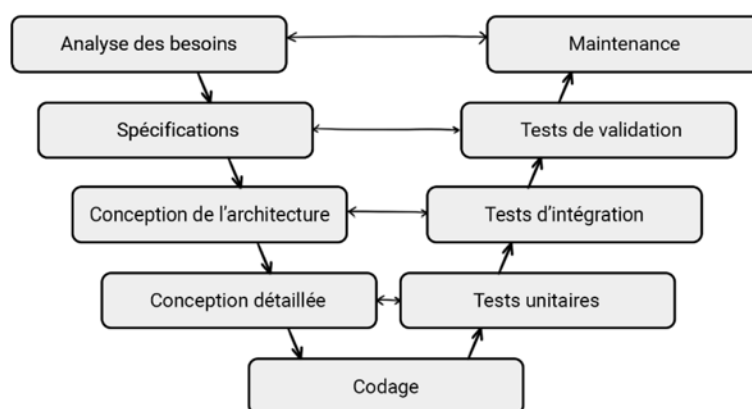 Analyse des besoins
Maintenance
Spécifications
Tests de validation
Conception de l'architecture
Tests d'intégration
Conception détaillée
Tests unitaires
Codage